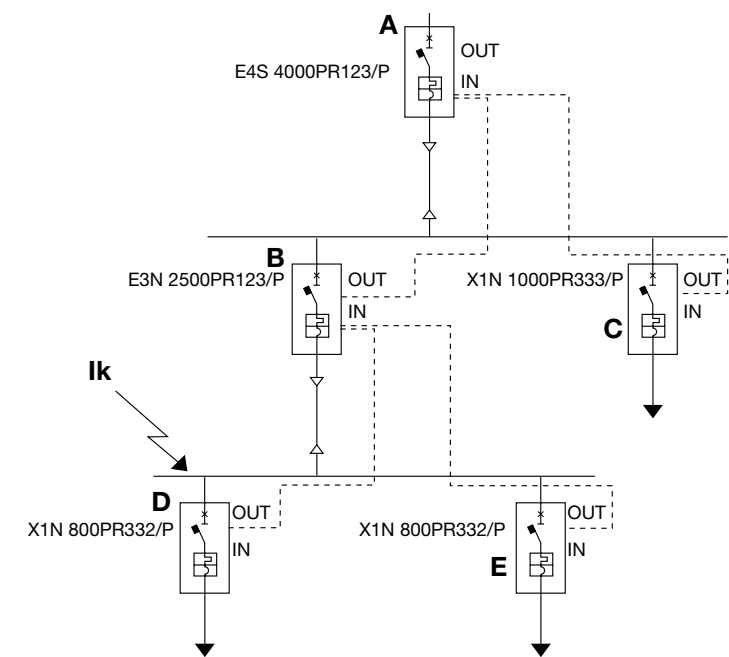 A
OUT
E4S 4000PR123/P
IN
B
E3N 2500PR123/P
OUT
X1N 1000PR333/P
OUT
IN
IN
C
Ik
D
OUT
OUT
X1N 800PR332/P
X1N 800PR332/P
IN
IN
E